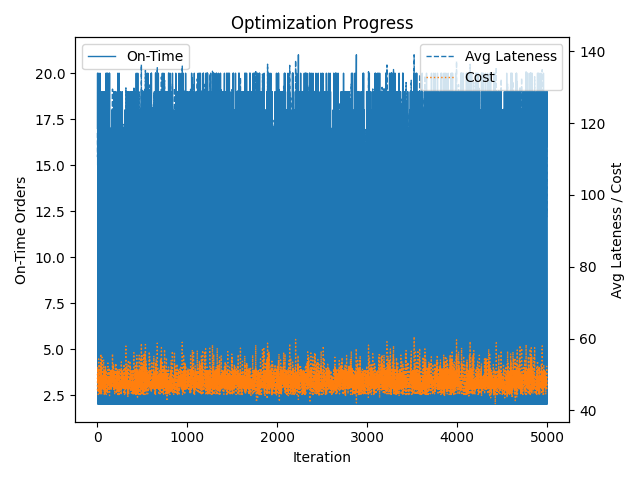 Optimization Progress
On-Time
Avg Lateness
Cost
20.0
17.5
15.0
12.5
10.0
7.5
5.0
2.5
On-Time Orders
140
120
100
80
60
40
Avg Lateness / Cost
0 1000 2000 3000 4000 5000
Iteration